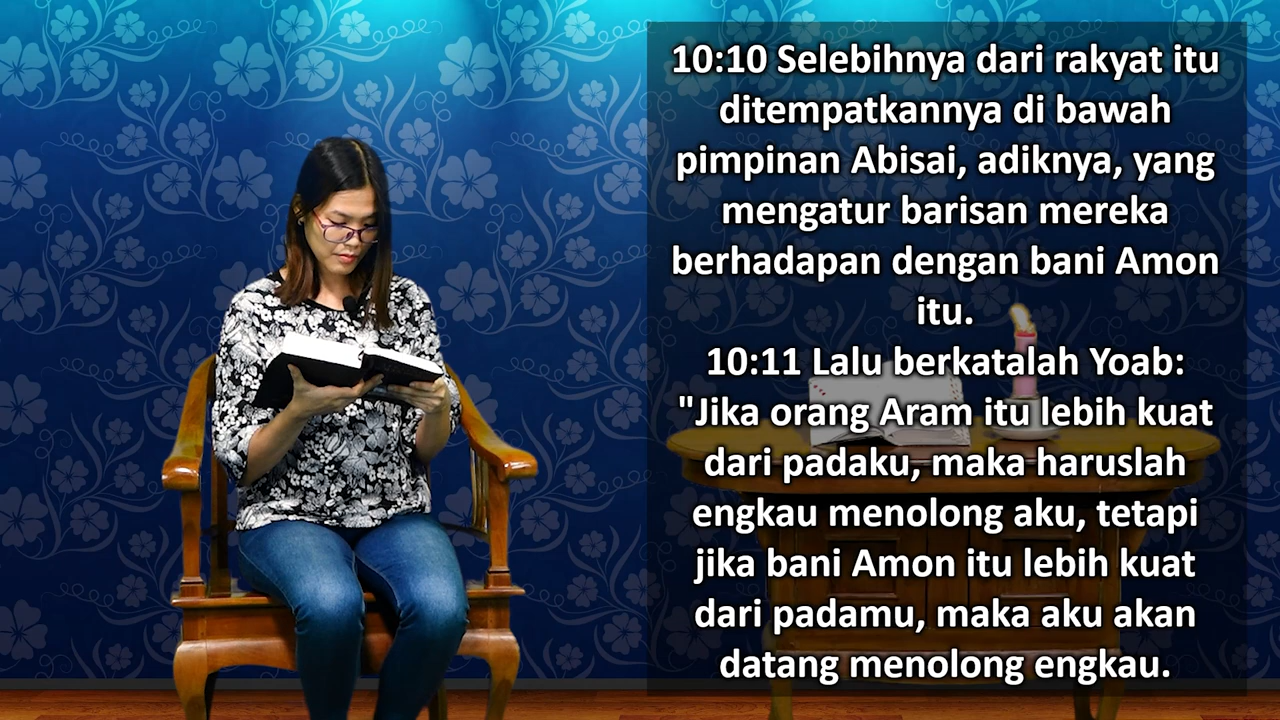 10:10 Selebihnya dari rakyat itu
ditempatkannya di bawah
pimpinan Abisai, adiknya, yang
mengatur barisan mereka
berhadapan dengan bani Amon
itu.
10:11 Lalu berkatalah Yoab:
"Jika orang Aram itu lebih kuat
dari padaku, maka haruslah
engkau menolong aku, tetapi
jika bani Amon itu lebih kuat
dari padamu, maka aku akan
datang menolong engkau.